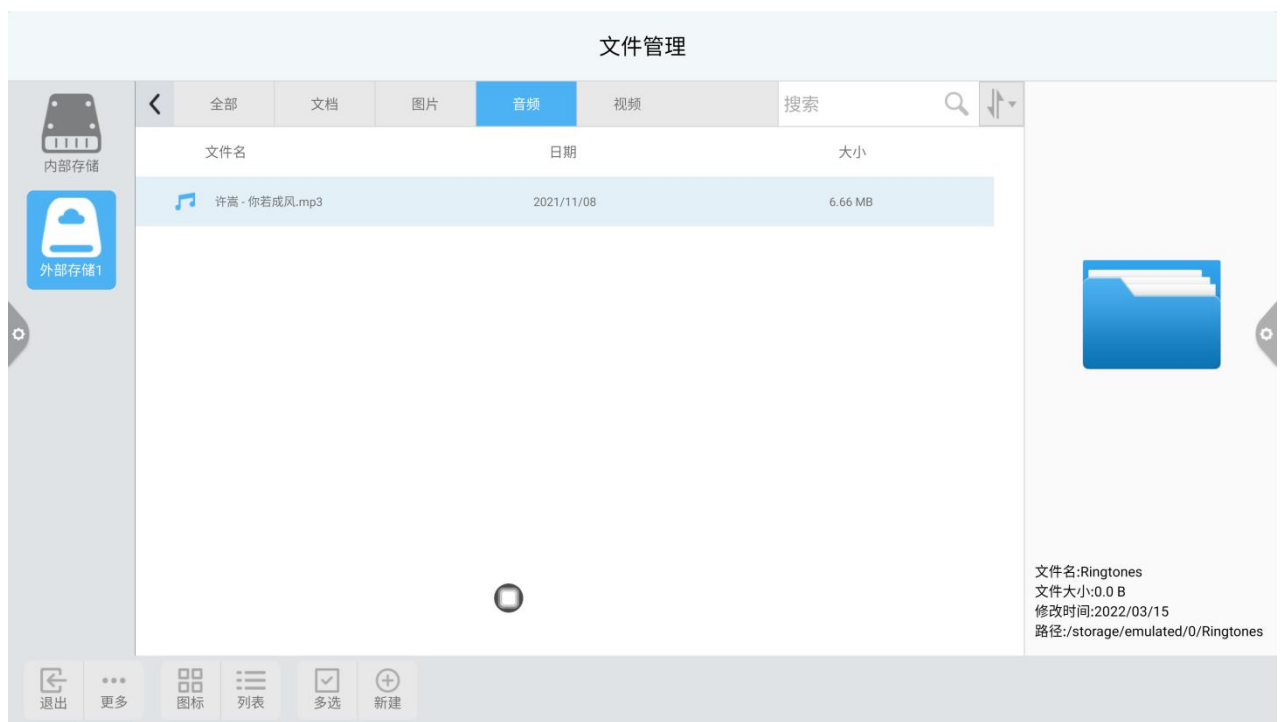 文件管理
内部存储
外部存储1
全部 文档 图片 音频 视频 搜索
文件名 日期 大小
许嵩 - 你若成风.mp3 2021/11/08 6.66 MB
文件名:Ringtones
文件大小:0.0 B
修改时间:2022/03/15
路径:/storage/emulated/0/Ringtones
退出 更多 图标 列表 多选 新建